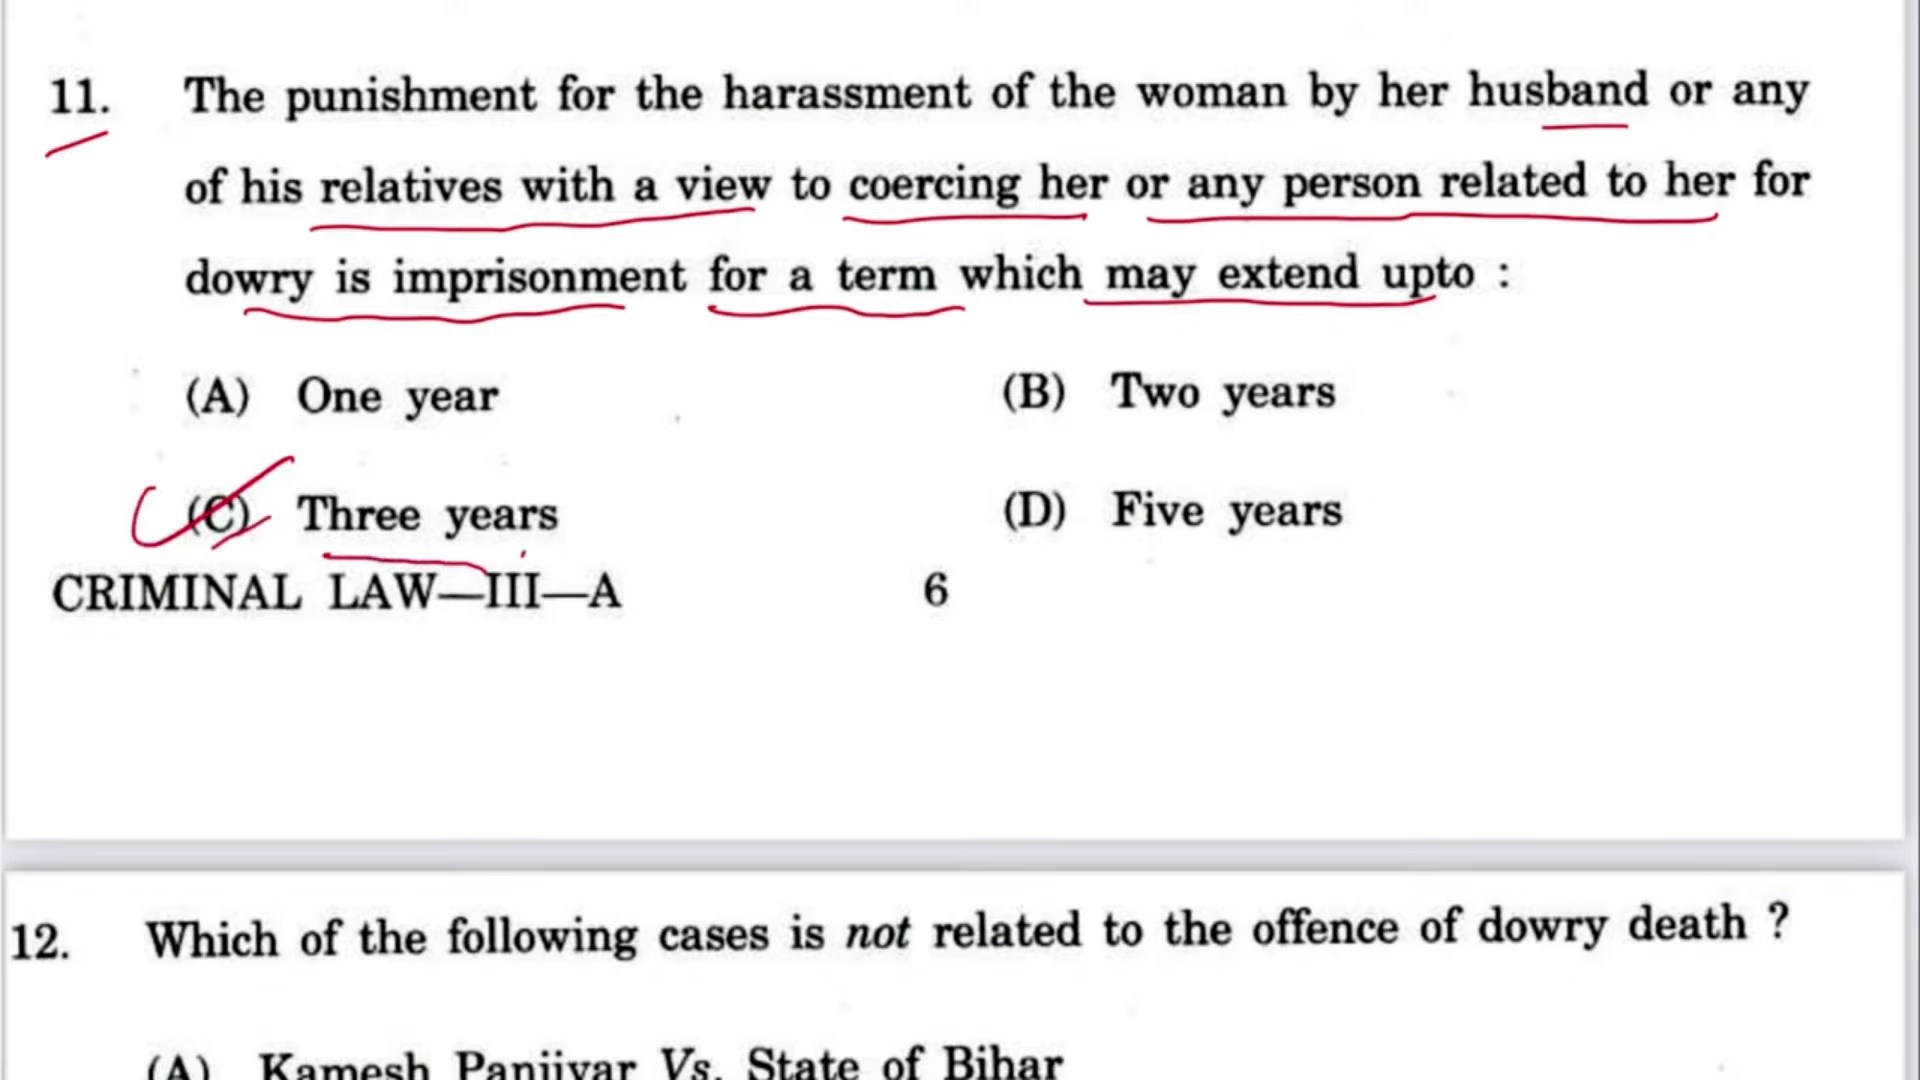 11. The punishment for the harassment of the woman by her husband or any
of his relatives with a view to coercing her or any person related to her for
dowry is imprisonment for a term which may extend upto :
(A) One year (B) Two years
(C) Three years (D) Five years
CRIMINAL LAW—III—A 6
12. Which of the following cases is not related to the offence of dowry death ?
(A) Kamesh Panjiyar Vs. State of Bihar